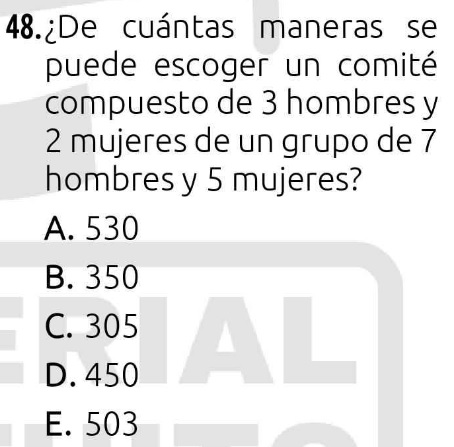 48.¿De cuántas maneras se
puede escoger un comité
compuesto de 3 hombres y
2 mujeres de un grupo de 7
hombres y 5 mujeres?
A. 530
B. 350
C. 305
D. 450
E. 503
ERIAL